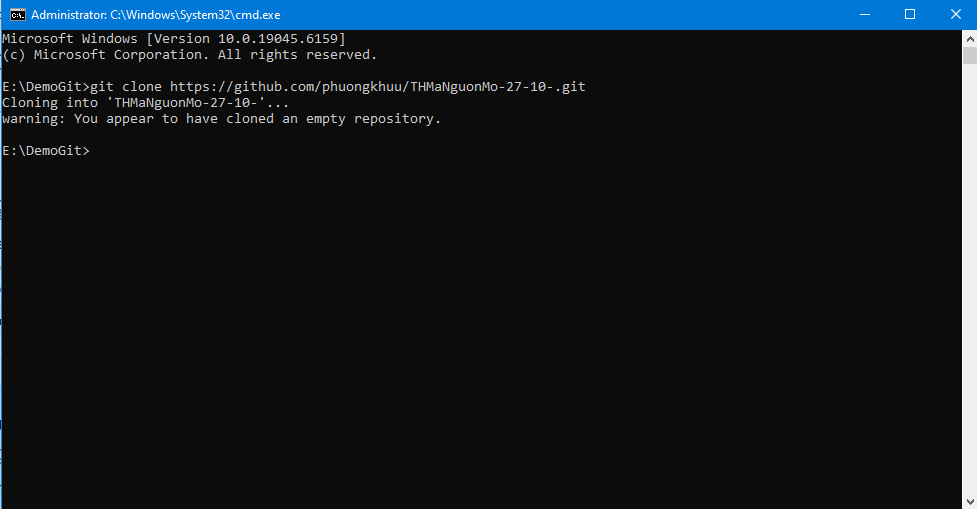 Administrator: C:\Windows\System32\cmd.exe
Microsoft Windows [Version 10.0.19045.6159]
(c) Microsoft Corporation. All rights reserved.
E:\DemoGit>git clone https://github.com/phuongkhuu/THMaNguonMo-27-10-.git
Cloning into 'THMaNguonMo-27-10-'...
warning: You appear to have cloned an empty repository.
E:\DemoGit>